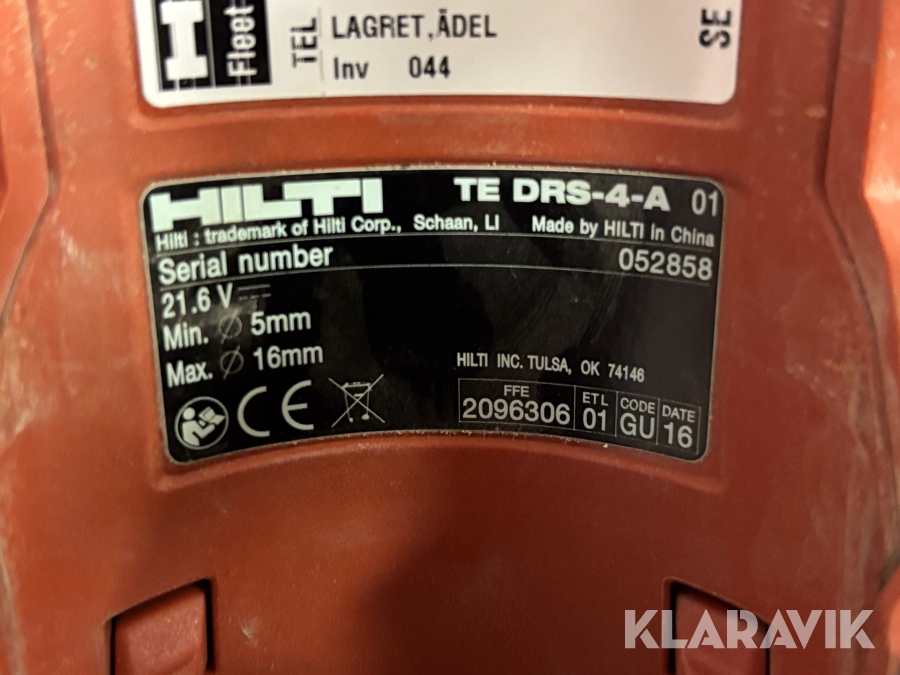 Fleet
TEL
LAGRET,ÄDEL
Inv 044
SE
HILTI TE DRS-4-A 01
Hilti : trademark of Hilti Corp., Schaan, LI Made by HILTI in China
Serial number 052858
21.6 V
Min. Ø 5mm
Max. Ø 16mm
HILTI INC. TULSA, OK 74146
CE
FFE ETL CODE DATE
2096306 01 GU 16
KLARAVIK